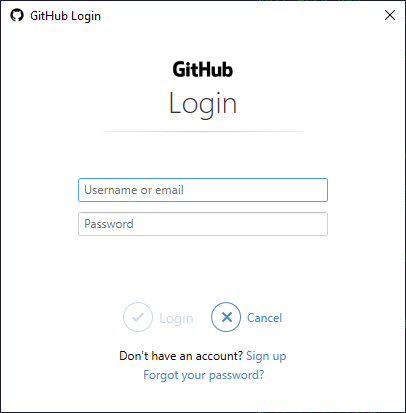 GitHub Login
GitHub
Login
Username or email
Password
Login Cancel
Don't have an account? Sign up
Forgot your password?